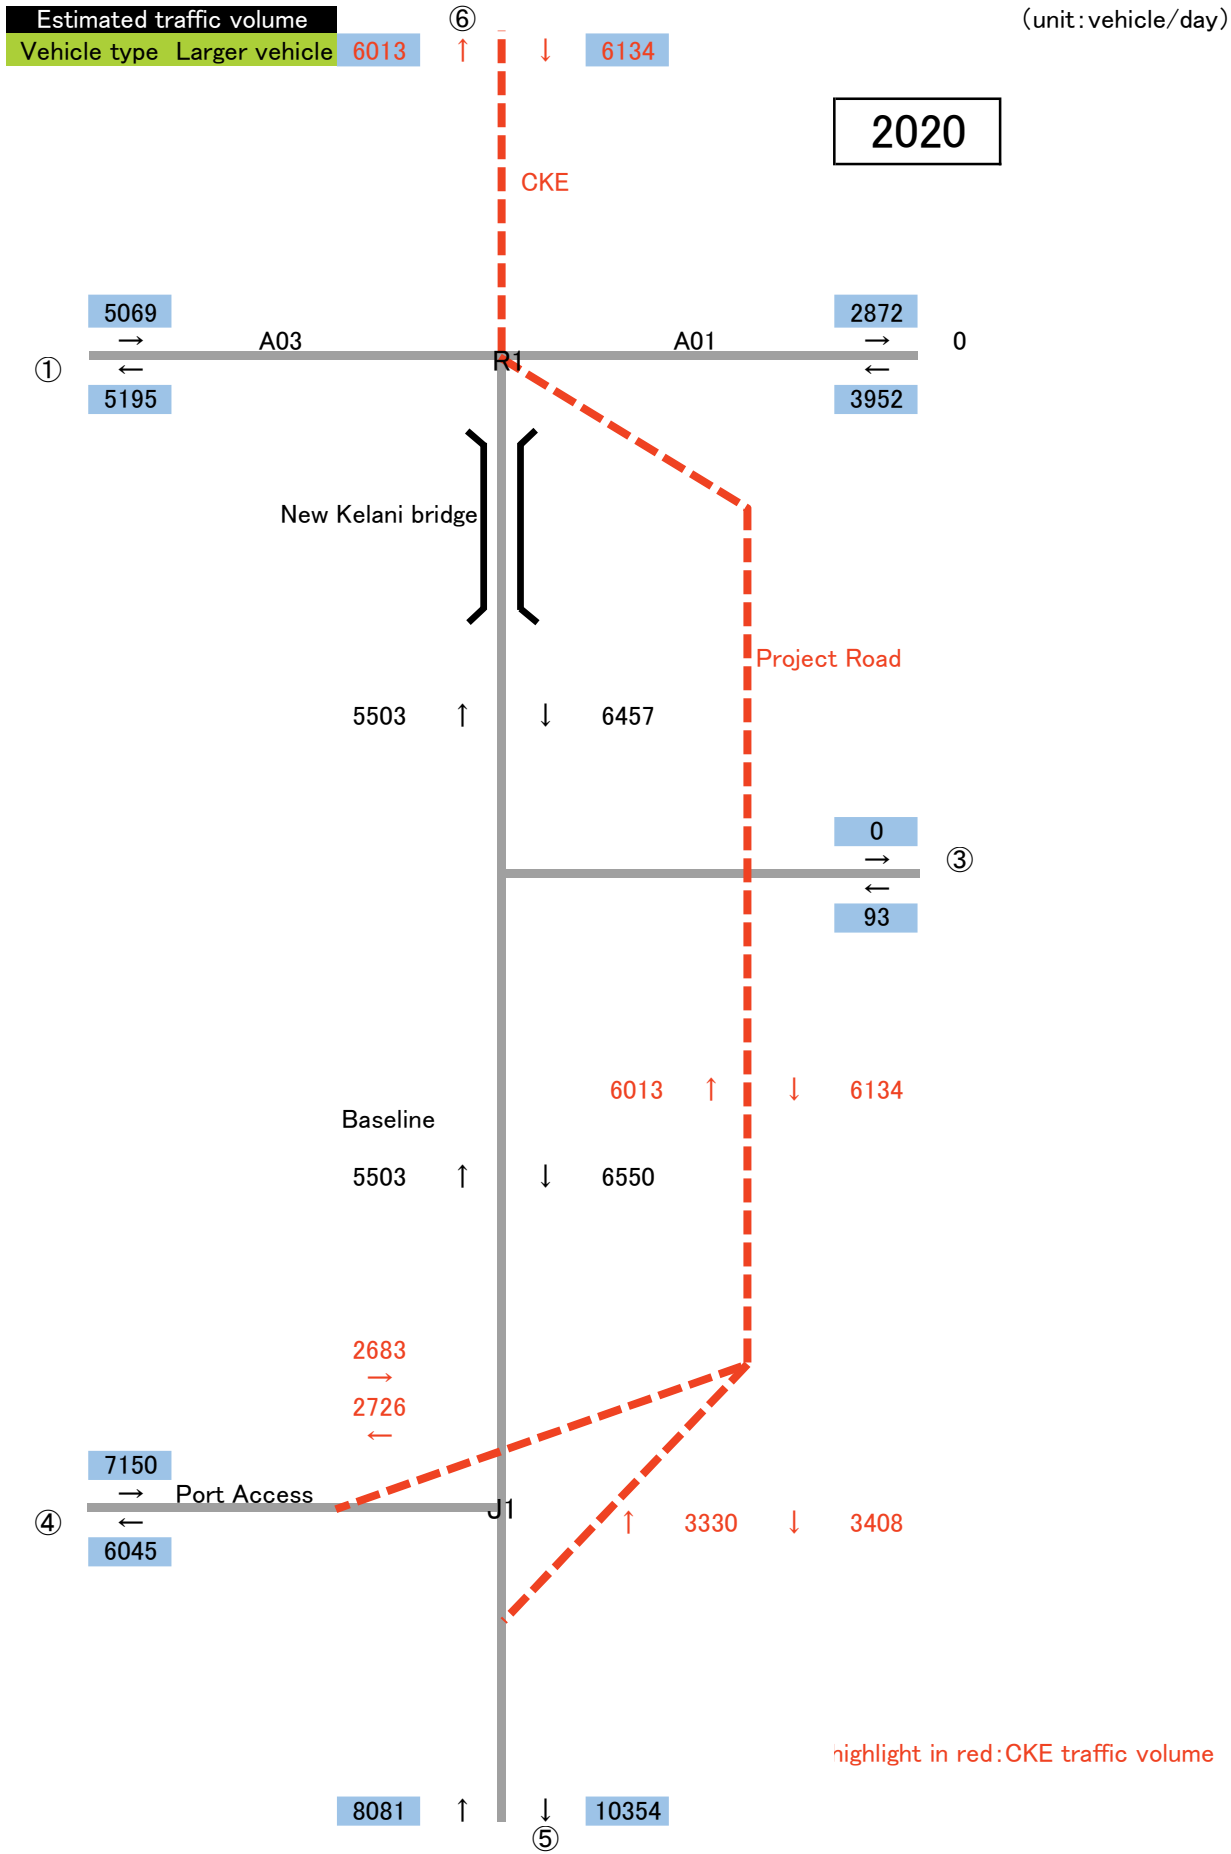 Estimated traffic volume ⑥ (unit:vehicle/day)
Vehicle type Larger vehicle 6013 ↑ ↓ 6134
2020
CKE
5069 2872
→ A03 A01 → 0
① ← R1 ←
5195 3952
New Kelani bridge
Project Road
5503 ↑ ↓ 6457
0
→ ③
←
93
6013 ↑ ↓ 6134
Baseline
5503 ↑ ↓ 6550
2683
→
2726
←
7150
→ Port Access
④ ← J1 ↑ 3330 ↓ 3408
6045
highlight in red:CKE traffic volume
8081 ↑ ↓ 10354
⑤